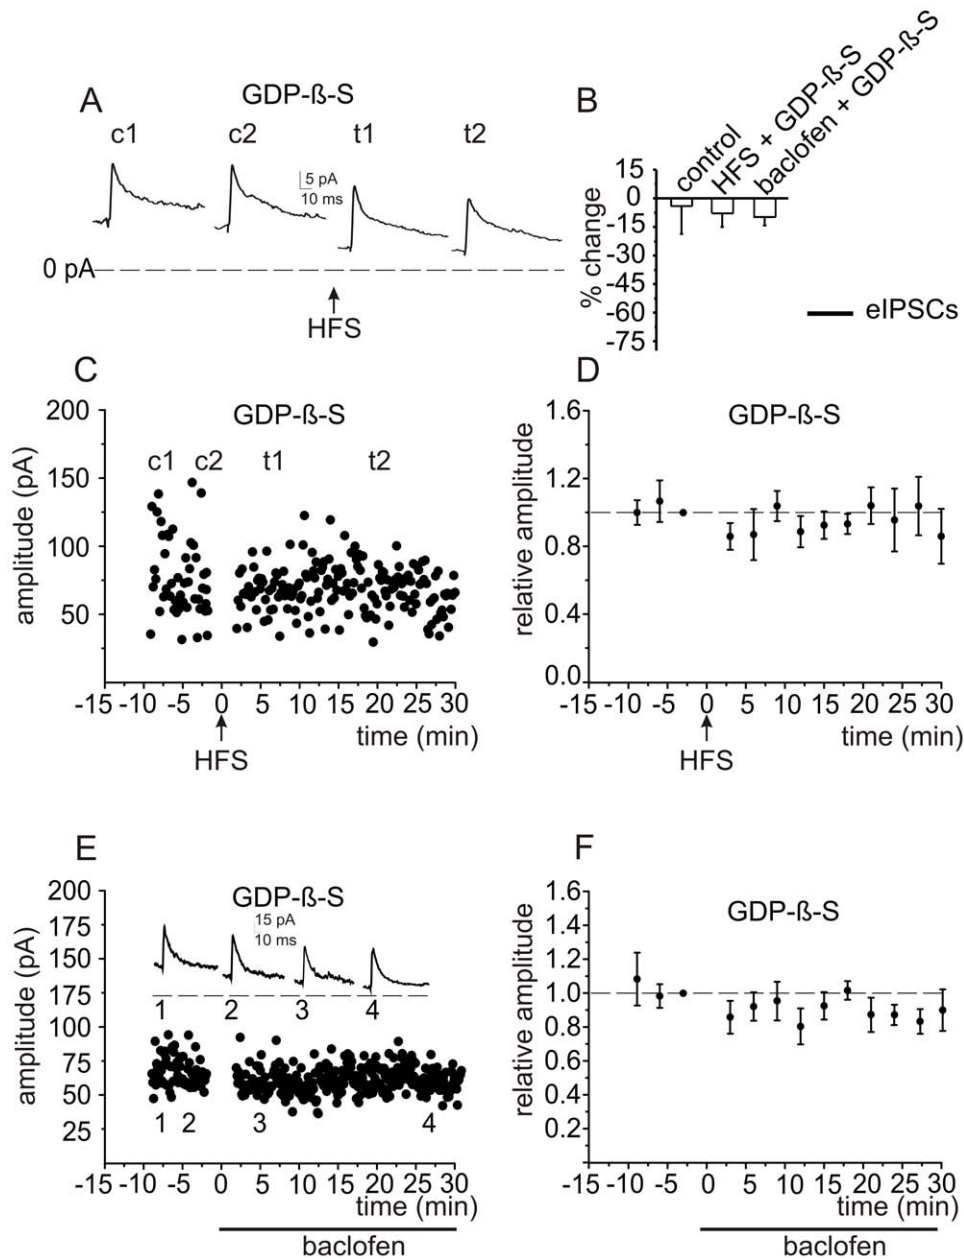 A
GDP-ß-S
c1 c2 t1 t2
5 pA
10 ms
0 pA
HFS
B
control
HFS + GDP-ß-S
baclofen + GDP-ß-S
15
0
-15
-30
-45
-60
-75
% change
eIPSCs
C
GDP-ß-S
c1 c2 t1 t2
200
150
100
50
amplitude (pA)
-15 -10 -5 0 5 10 15 20 25 30
time (min)
HFS
D
GDP-ß-S
1.6
1.2
0.8
0.4
0.0
relative amplitude
-15 -10 -5 0 5 10 15 20 25 30
time (min)
HFS
E
GDP-ß-S
15 pA
10 ms
1 2 3 4
200
175
150
175
100
75
50
25
amplitude (pA)
1 2 3 4
-15 -10 -5 0 5 10 15 20 25 30
time (min)
baclofen
F
GDP-ß-S
1.6
1.4
1.2
1.0
0.8
0.6
0.4
0.2
relative amplitude
-15 -10 -5 0 5 10 15 20 25 30
time (min)
baclofen